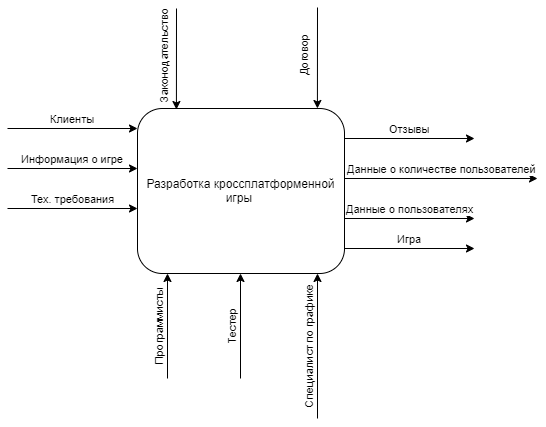 Законодательство
Договор
Клиенты
Информация о игре
Тех. требования
Разработка кроссплатформенной
игры
Отзывы
Данные о количестве пользователей
Данные о пользователях
Игра
Программисты
Тестер
Специалист по графике